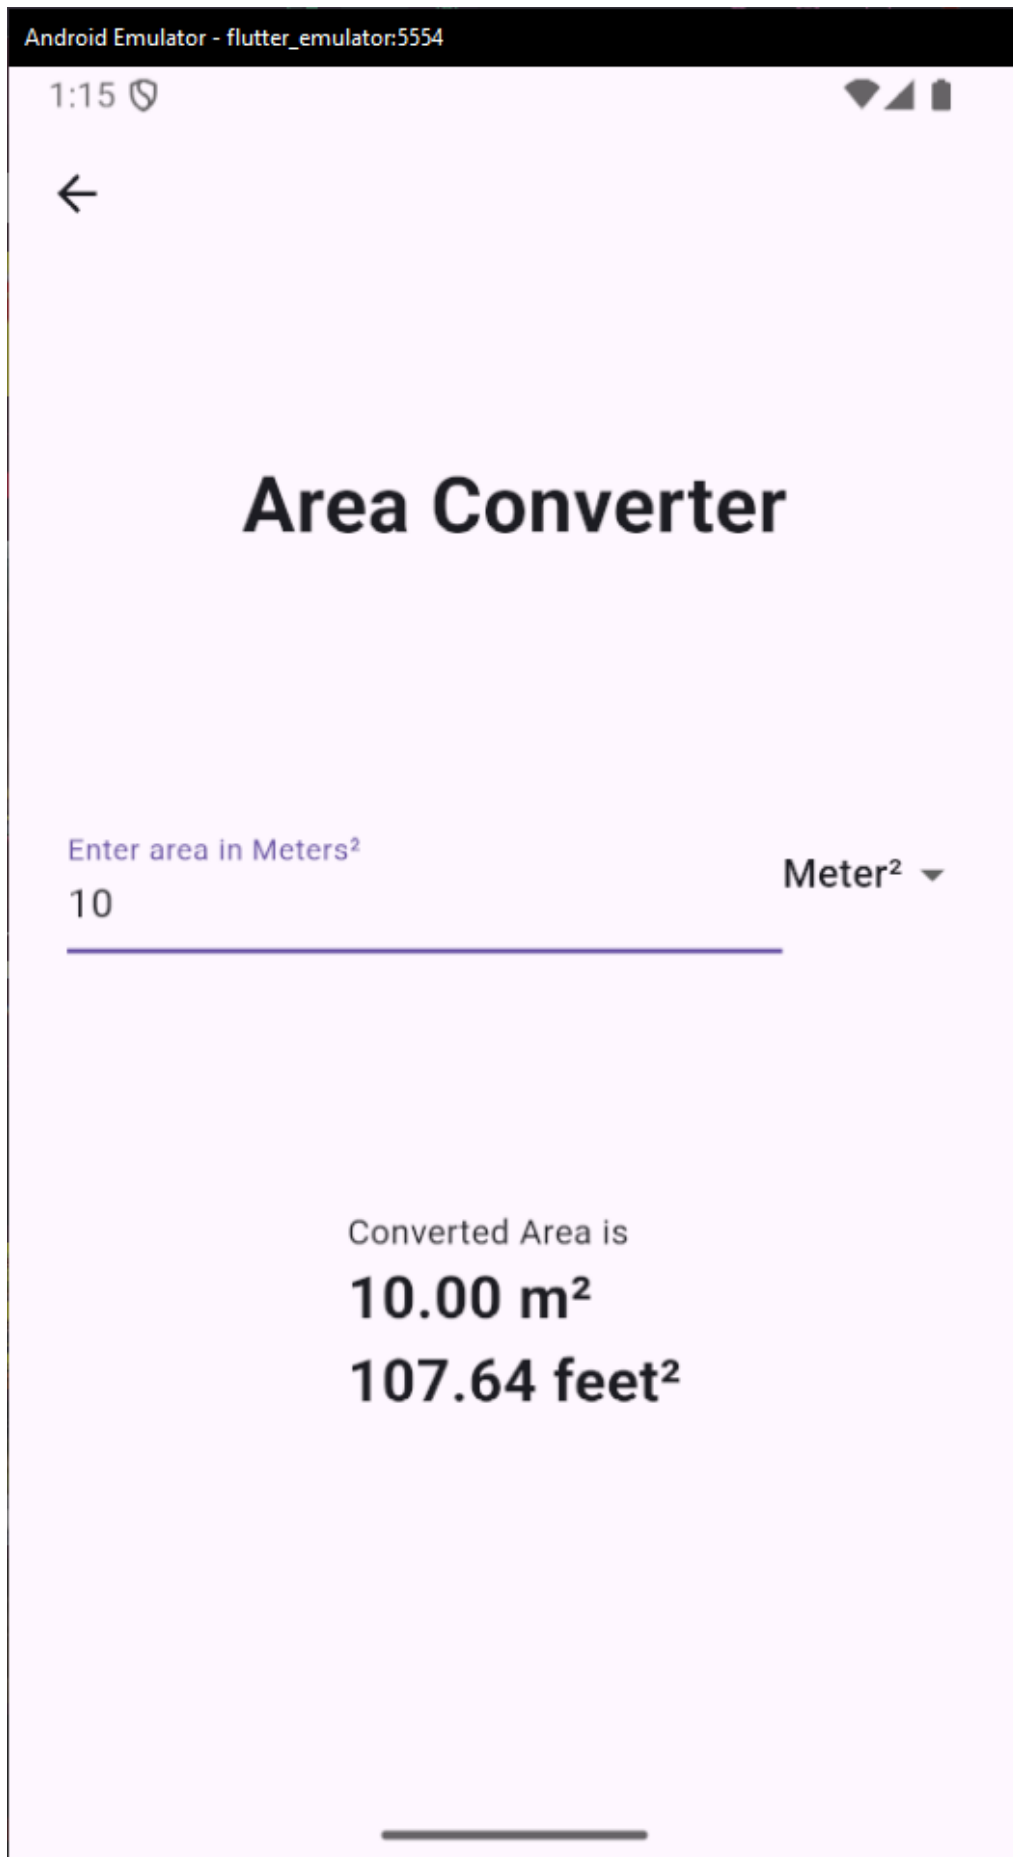 Android Emulator - flutter_emulator:5554
1:15
Area Converter
Enter area in Meters²
10
Meter²
Converted Area is
10.00 m²
107.64 feet²